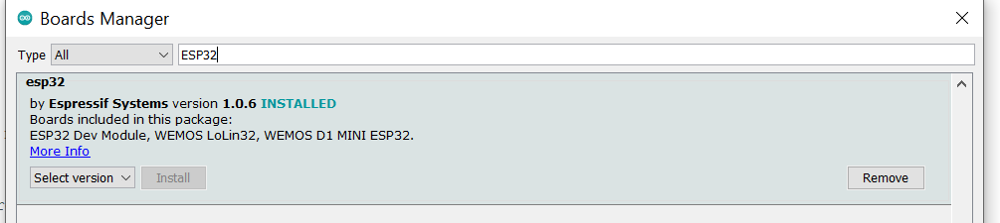 Boards Manager
Type All ESP32
esp32
by Espressif Systems version 1.0.6 INSTALLED
Boards included in this package:
ESP32 Dev Module, WEMOS LoLin32, WEMOS D1 MINI ESP32.
More Info
Select version Install Remove